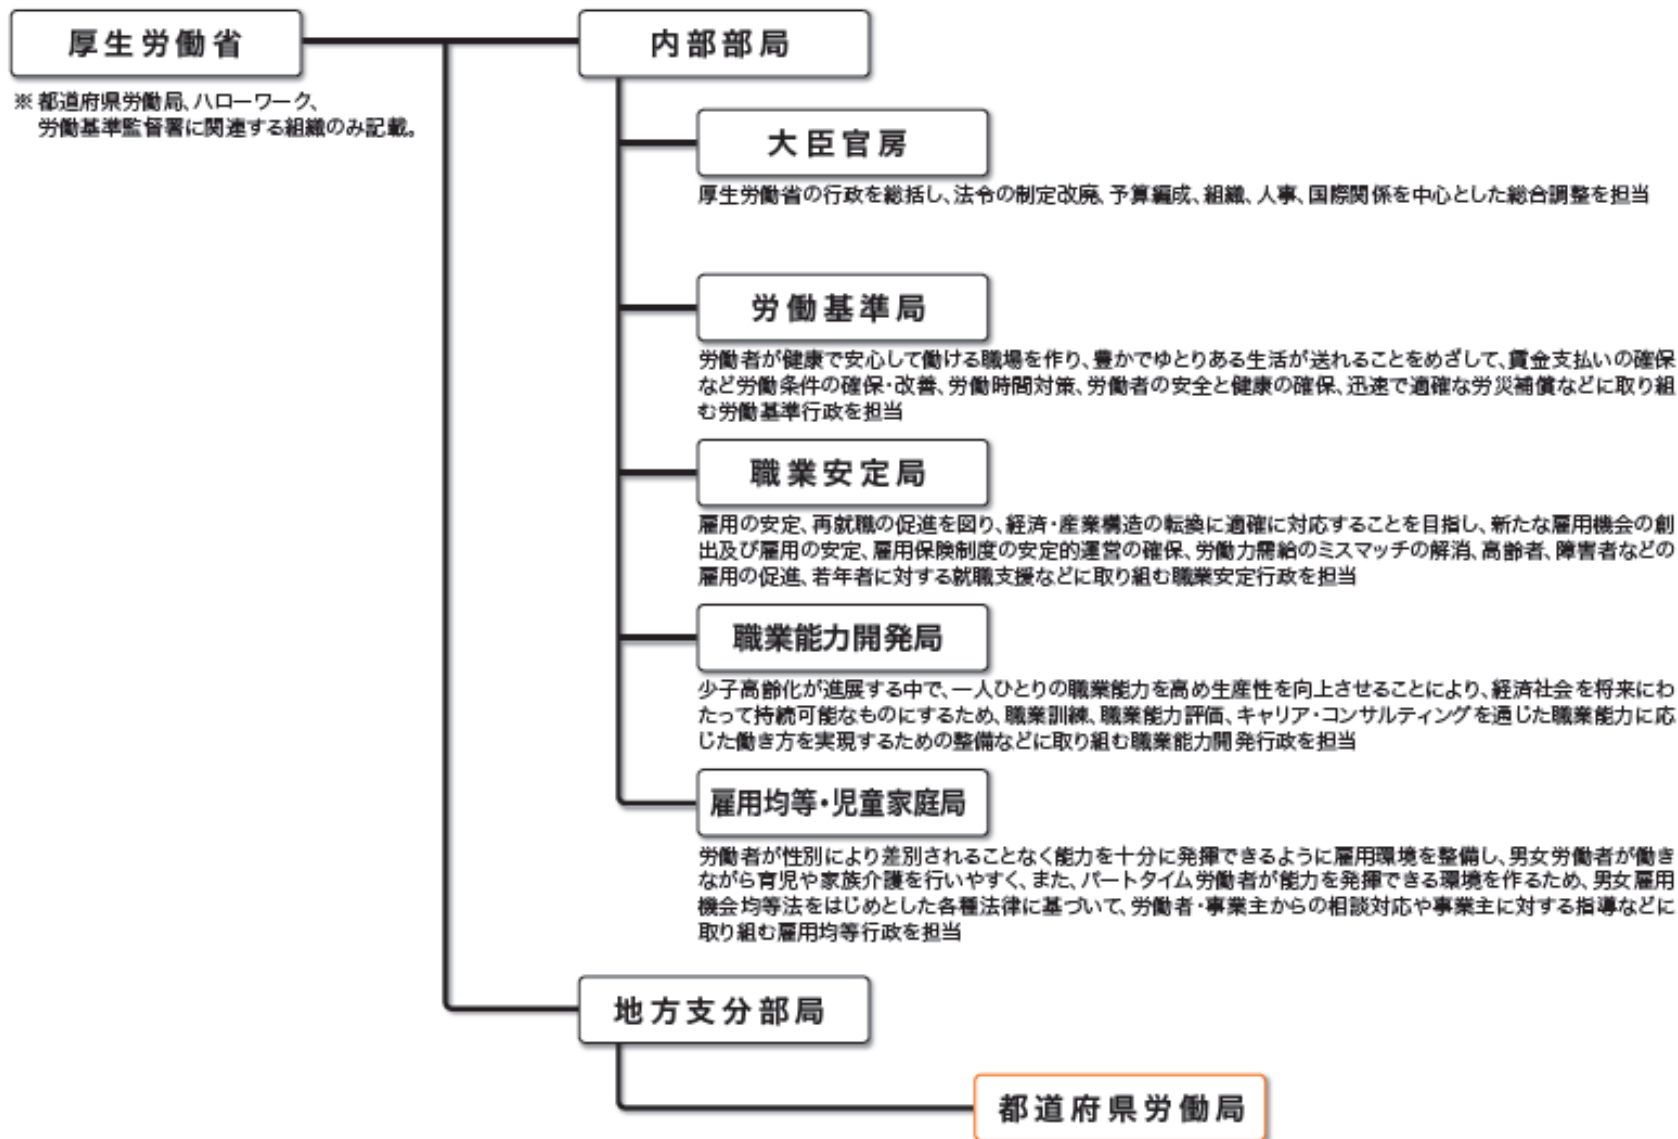 厚生労働省
※ 都道府県労働局、ハローワーク、
労働基準監督署に関連する組織のみ記載。
内部部局
大臣官房
厚生労働省の行政を総括し、法令の制定改廃、予算編成、組織、人事、国際関係を中心とした総合調整を担当
労働基準局
労働者が健康で安心して働ける職場を作り、豊かでゆとりある生活が送れることをめざして、賃金支払いの確保
など労働条件の確保・改善、労働時間対策、労働者の安全と健康の確保、迅速で適確な労災補償などに取り組
む労働基準行政を担当
職業安定局
雇用の安定、再就職の促進を図り、経済・産業構造の転換に適確に対応することを目指し、新たな雇用機会の創
出及び雇用の安定、雇用保険制度の安定的運営の確保、労働力需給のミスマッチの解消、高齢者、障害者などの
雇用の促進、若年者に対する就職支援などに取り組む職業安定行政を担当
職業能力開発局
少子高齢化が進展する中で、一人ひとりの職業能力を高め生産性を向上させることにより、経済社会を将来にわ
たって持続可能なものにするため、職業訓練、職業能力評価、キャリア・コンサルティングを通じた職業能力に応
じた働き方を実現するための整備などに取り組む職業能力開発行政を担当
雇用均等・児童家庭局
労働者が性別により差別されることなく能力を十分に発揮できるように雇用環境を整備し、男女労働者が働き
ながら育児や家族介護を行いやすく、また、パートタイム労働者が能力を発揮できる環境を作るため、男女雇用
機会均等法をはじめとした各種法律に基づいて、労働者・事業主からの相談対応や事業主に対する指導などに
取り組む雇用均等行政を担当
地方支分部局
都道府県労働局